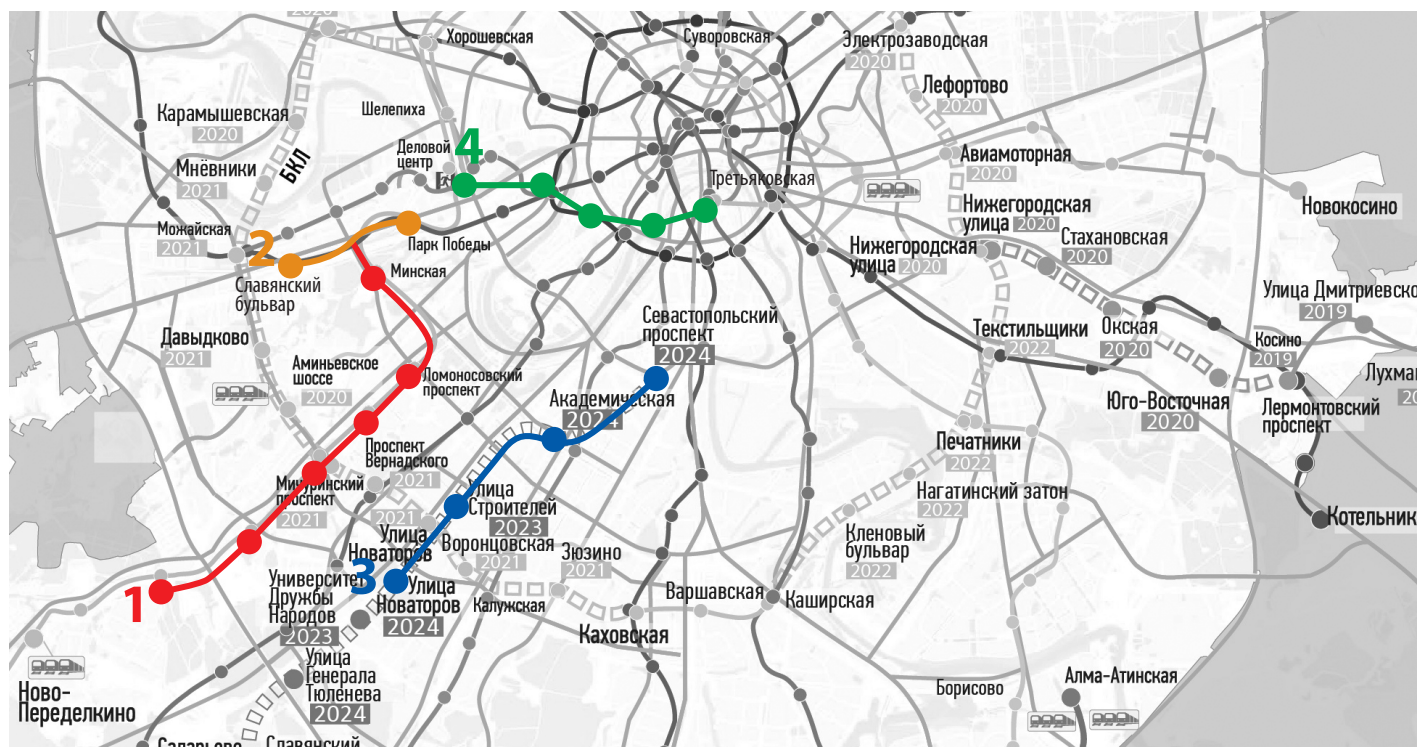 2020
Хорошевская
Суворовская
Электрозаводская
2020
Лефортово
2020
Карамышевская
2020
Шелепиха
Мнёвники
2021
БКЛ
Деловой
центр
4
Авиамоторная
2020
Третьяковская
Новокосино
Можайская
2021
2
Парк Победы
Нижегородская
улица 2020
Стахановская
2020
Нижегородская
улица 2020
Минская
Славянский
бульвар
Улица Дмитриевско
2019
Севастопольский
проспект
2024
Давыдково
2021
Текстильщики
2022
Окская
2020
Косино
2019
Аминьевское
шоссе
2020
Ломоносовский
проспект
Академическая
2024
Юго-Восточная
2020
Лермонтовский
проспект
Лухма
Проспект
Вернадского
2021
Печатники
2022
Мичуринский
проспект
2021
Улица
Строителей
2023
2021
Нагатинский затон
2022
Котельник
Улица
Новаторов
Воронцовская
2021
Зюзино
2021
Кленовый
бульвар
2022
3
Улица
Новаторов
2024
1
Университет
Дружбы
Народов
2023
Калужская
Варшавская
Каширская
Каховская
Улица
Генерала
Тюленева
2024
Ново-
Переделкино
Борисово
Алма-Атинская
Саларьево
Славянский